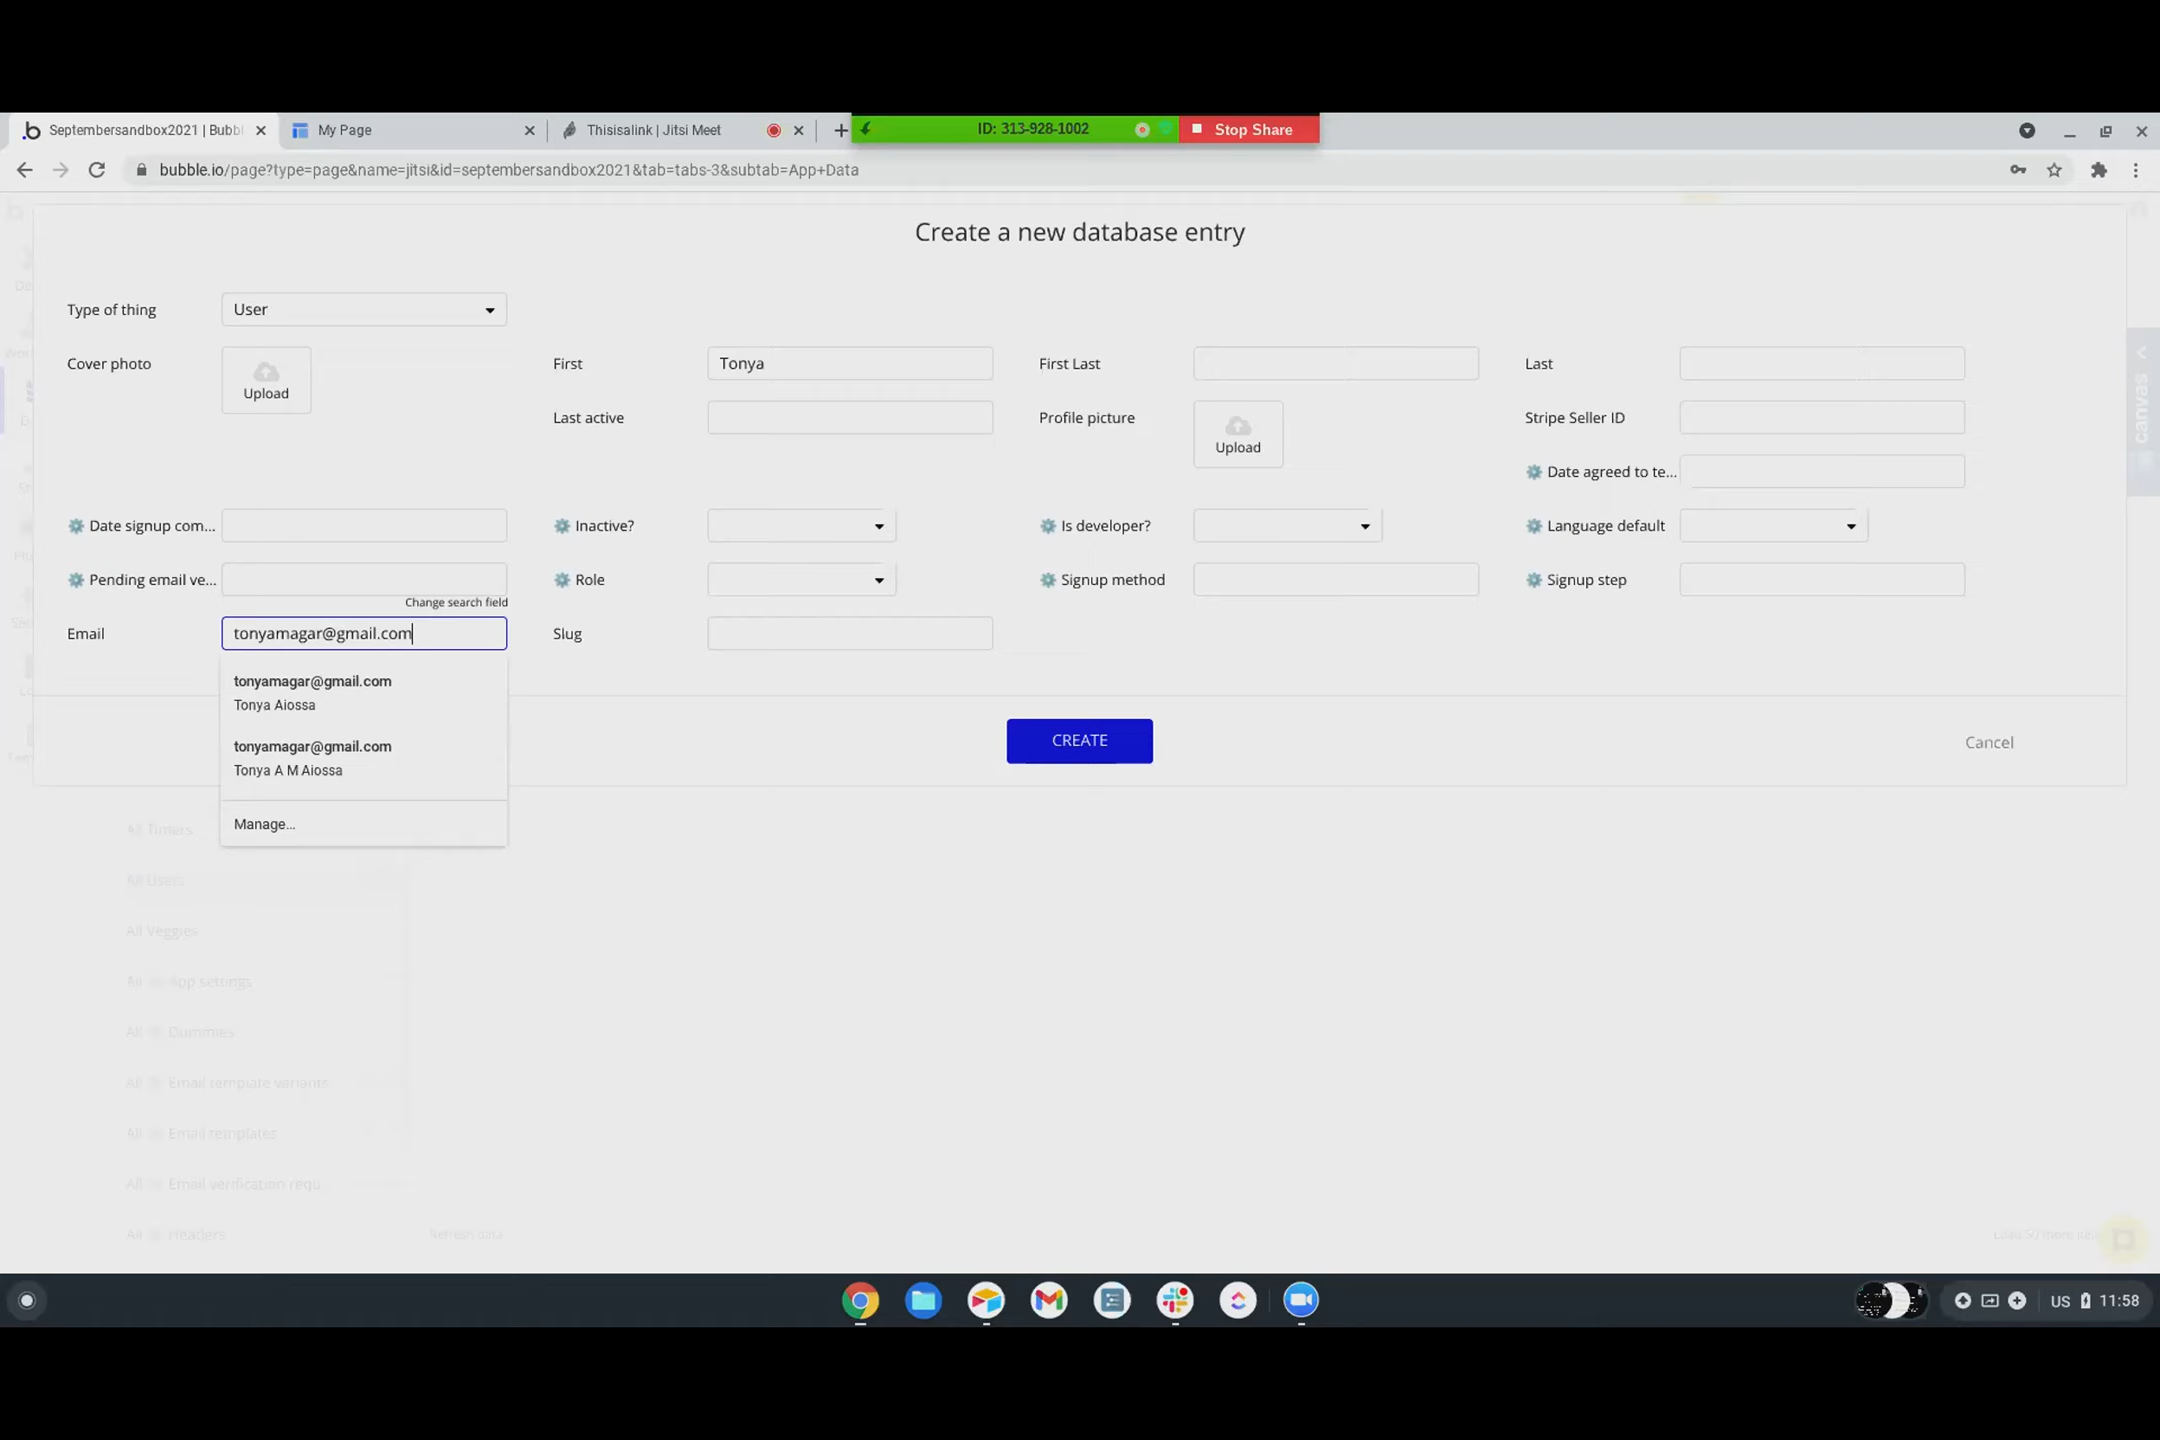 Septembersandbox2021 | Bubbl
My Page
Thisisalink | Jitsi Meet
ID: 313-928-1002
Stop Share
bubble.io/page?type=page&name=jitsi&id=septembersandbox2021&tab=tabs-3&subtab=App+Data
Create a new database entry
Type of thing
User
Cover photo
Upload
First
Tonya
First Last
Last
Last active
Profile picture
Upload
Stripe Seller ID
Date agreed to te...
Date signup com...
Inactive?
Is developer?
Language default
Pending email ve...
Role
Signup method
Signup step
Change search field
Email
tonyamagar@gmail.com
Slug
tonyamagar@gmail.com
Tonya Aiossa
tonyamagar@gmail.com
Tonya A M Aiossa
Manage...
CREATE
Cancel
canvas
All Timers
All Users
All Veggies
All App settings
All Dummies
All Email template variants
All Email templates
All Email verification requ
All Headers
Refresh data
Load 50 more
US
11:58